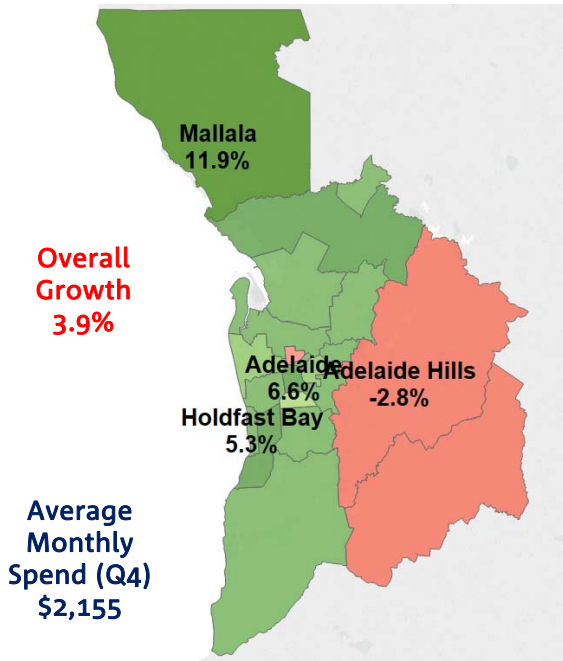 Mallala
11.9%
Overall
Growth
3.9%
Adelaide
6.6%
Adelaide Hills
-2.8%
Holdfast Bay
5.3%
Average
Monthly
Spend (Q4)
$2,155